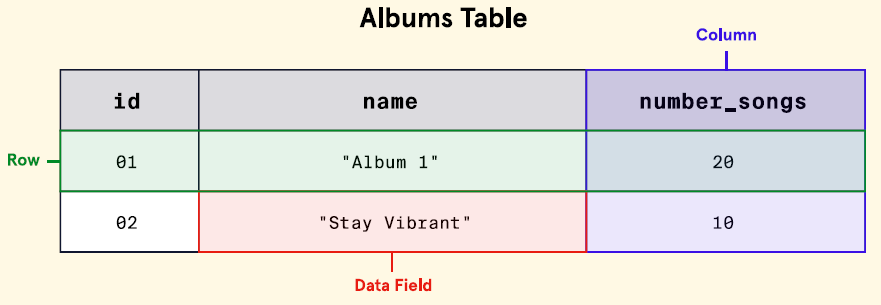 Albums Table
Column
id name number_songs
Row 01 "Album 1" 20
02 "Stay Vibrant" 10
Data Field